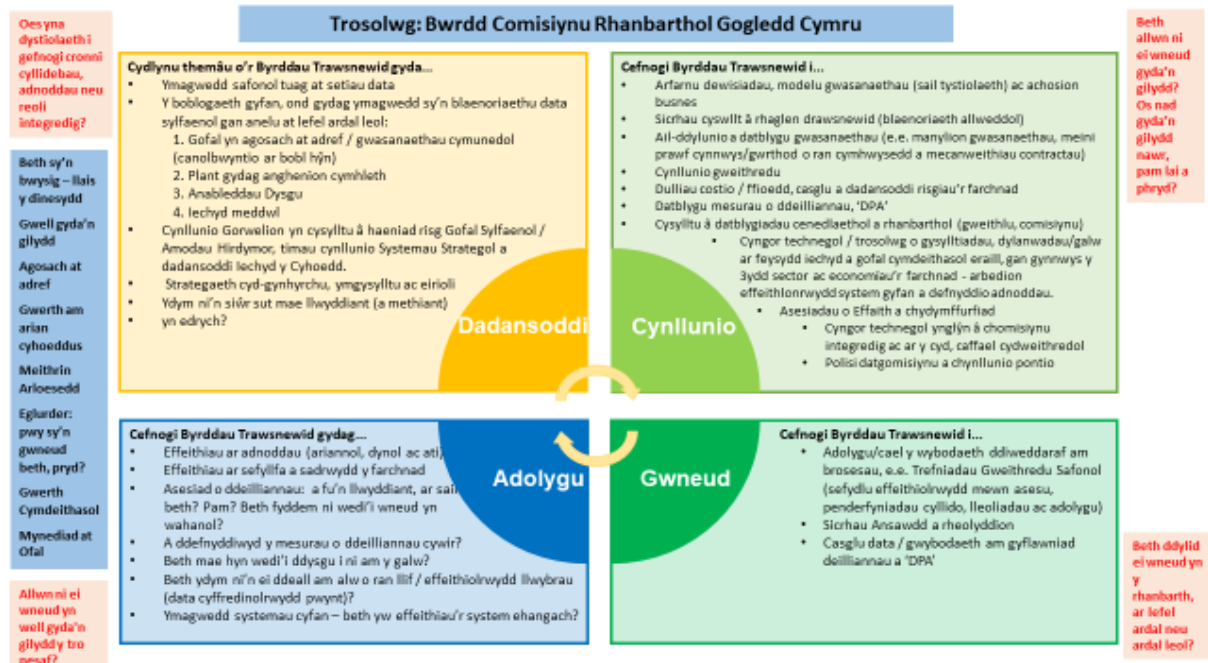 Trosolwg: Bwrdd Comisiynu Rhanbarthol Gogledd Cymru
Oes yna
dystiolaeth i
gefnogi cronni
cyllidebau,
adnoddau neu
reoli
integredig?
Beth sy'n
bwysig – llais
y dinesydd
Gwell gyda'n
gilydd
Agosach at
adref
Gwerth am
arian
cyhoeddus
Meithrin
Arloesedd
Eglurder:
pwy sy'n
gwneud
beth, pryd?
Gwerth
Cymdeithasol
Mynediad at
Ofal
Allwn ni ei
wneud yn
well gyda'n
gilydd y tro
nesaf?
Cydlynu themâu o'r Byrddau Trawsnewid gyda...
• Ymagwedd safonol tuag at setiau data
• Y boblogaeth gyfan, ond gydag ymagwedd sy'n blaenoriaethu data
sylfaenol gan anelu at lefel ardal leol:
1. Gofal yn agosach at adref / gwasanaethau cymunedol
(canolbwyntio ar bobl hŷn)
2. Plant gydag anghenion cymhleth
3. Anableddau Dysgu
4. Iechyd meddwl
• Cynllunio Gorwelion yn cysylltu â haeniad risg Gofal Sylfaenol /
Amodau Hirdymor, timau cynllunio Systemau Strategol a
dadansoddi Iechyd y Cyhoedd.
• Strategaeth cyd-gynhyrchu, ymgysylltu ac eirioli
• Ydym ni'n siŵr sut mae llwyddiant (a methiant)
• yn edrych?
Dadansoddi
Cefnogi Byrddau Trawsnewid i...
• Arfarnu dewisiadau, modelu gwasanaethau (sail tystiolaeth) ac achosion
busnes
• Sicrhau cyswllt â rhaglen drawsnewid (blaenoriaeth allweddol)
• Ail-ddylunio a datblygu gwasanaethau (e.e. manylion gwasanaethau, meini
prawf cynnwys/gwrthod o ran cymhwysedd a mecanweithiau contractau)
• Cynllunio gweithredu
• Dulliau costio / ffioedd, casglu a dadansoddi risgiau'r farchnad
• Datblygu mesurau o ddeilliannau, 'DPA'
• Cysylltu â datblygiadau cenedlaethol a rhanbarthol (gweithlu, comisiynu)
• Cyngor technegol / trosolwg o gysylltiadau, dylanwadau/galw
ar feysydd iechyd a gofal cymdeithasol eraill, gan gynnwys y
3ydd sector ac economïau'r farchnad - arbedion
effeithlonrwydd system gyfan a defnyddio adnoddau.
• Asesiadau o Effaith a chydymffurfiad
• Cyngor technegol ynglŷn â chomisiynu
integredig ac ar y cyd, caffael cydweithredol
• Polisi datgomisiynu a chynllunio pontio
Cynllunio
Cefnogi Byrddau Trawsnewid gydag...
• Effeithiau ar adnoddau (ariannol, dynol ac ati)
• Effeithiau ar sefyllfa a sadrwydd y farchnad
• Asesiad o ddeilliannau: a fu'n llwyddiant, ar sail
beth? Pam? Beth fyddem ni wedi'i wneud yn
wahanol?
• A ddefnyddiwyd y mesurau o ddeilliannau cywir?
• Beth mae hyn wedi'i ddysgu i ni am y galw?
• Beth ydym ni'n ei ddeall am alw o ran llif / effeithiolrwydd llwybrau
(data cyffredinolrwydd pwynt)?
• Ymagwedd systemau cyfan – beth yw effeithiau'r system ehangach?
Adolygu
Gwneud
Cefnogi Byrddau Trawsnewid i...
• Adolygu/cael y wybodaeth ddiweddaraf am
brosesau, e.e. Trefniadau Gweithredu Safonol
(sefydlu effeithiolrwydd mewn asesu,
penderfyniadau cyllido, lleoliadau ac adolygu)
• Sicrhau Ansawdd a rheolyddion
• Casglu data / gwybodaeth am gyflawniad
deilliannau a 'DPA'
Beth
allwn ni
ei wneud
gyda'n
gilydd?
Os nad
gyda'n
gilydd
nawr,
pam lai a
phryd?
Beth ddylid
ei wneud yn
y
rhanbarth,
ar lefel
ardal neu
ardal leol?